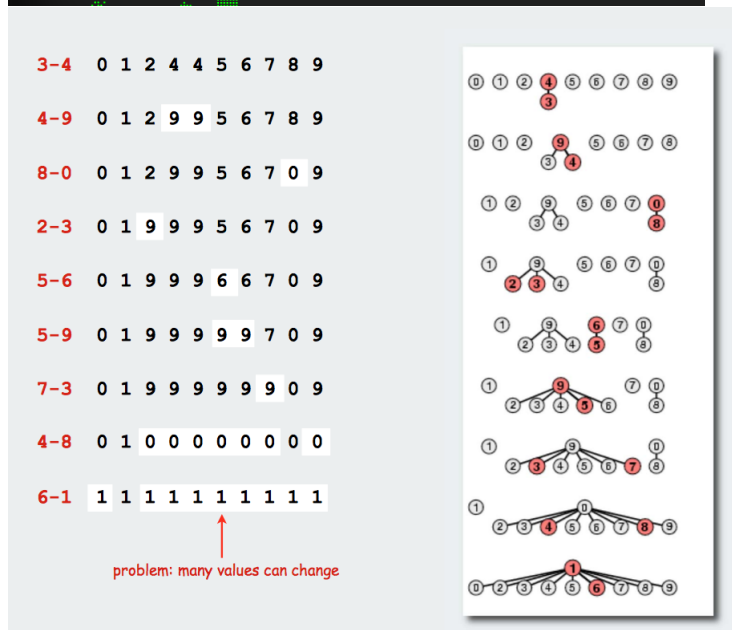 3-4 0 1 2 4 4 5 6 7 8 9
4-9 0 1 2 9 9 5 6 7 8 9
8-0 0 1 2 9 9 5 6 7 0 9
2-3 0 1 9 9 9 5 6 7 0 9
5-6 0 1 9 9 9 6 6 7 0 9
5-9 0 1 9 9 9 9 9 7 0 9
7-3 0 1 9 9 9 9 9 9 0 9
4-8 0 1 0 0 0 0 0 0 0 0
6-1 1 1 1 1 1 1 1 1 1 1
problem: many values can change
0 1 2 4 5 6 7 8 9
3
0 1 2 9 5 6 7 8
3 4
1 2 9 5 6 7 0
3 4 8
1 9 5 6 7 0
2 3 4 8
1 9 6 7 0
2 3 4 5 8
1 9 7 0
2 3 4 5 6 8
1 9 0
2 3 4 5 6 7 8
1 0
2 3 4 5 6 7 8 9
1
0 2 3 4 5 6 7 8 9